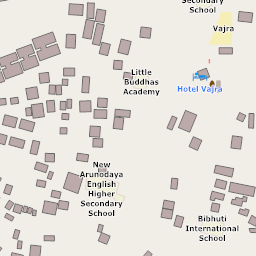 Secondary
School
Vajra
Little
Buddhas
Academy
Hotel Vajra
New
Arunodaya
English
Higher
Secondary
School
Bibhuti
International
School